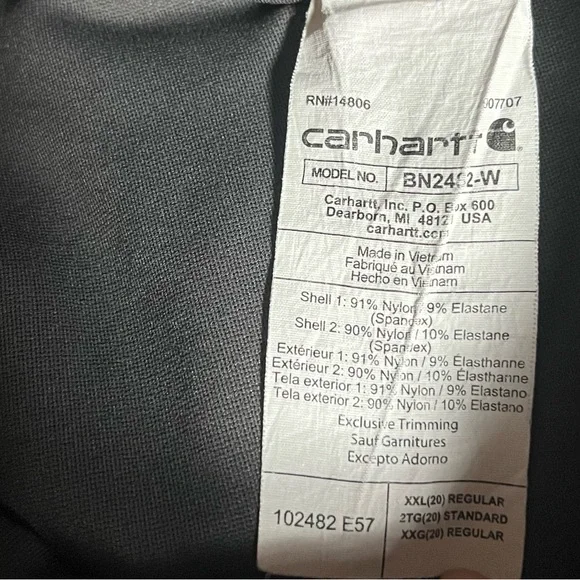 RN#14806 907707
carhartt
MODEL NO. BN2482-W
Carhartt, Inc. P.O. Box 600
Dearborn, MI 48121 USA
carhartt.com
Made in Vietnam
Fabriqué au Vietnam
Hecho en Vietnam
Shell 1: 91% Nylon / 9% Elastane
(Spandex)
Shell 2: 90% Nylon / 10% Elastane
(Spandex)
Extérieur 1: 91% Nylon / 9% Élasthanne
Extérieur 2: 90% Nylon / 10% Élasthanne
Tela exterior 1: 91% Nylon / 9% Elastano
Tela exterior 2: 90% Nylon / 10% Elastano
Exclusive Trimming
Sauf Garnitures
Excepto Adorno
102482 E57
XXL(20) REGULAR
2TG(20) STANDARD
XXG(20) REGULAR